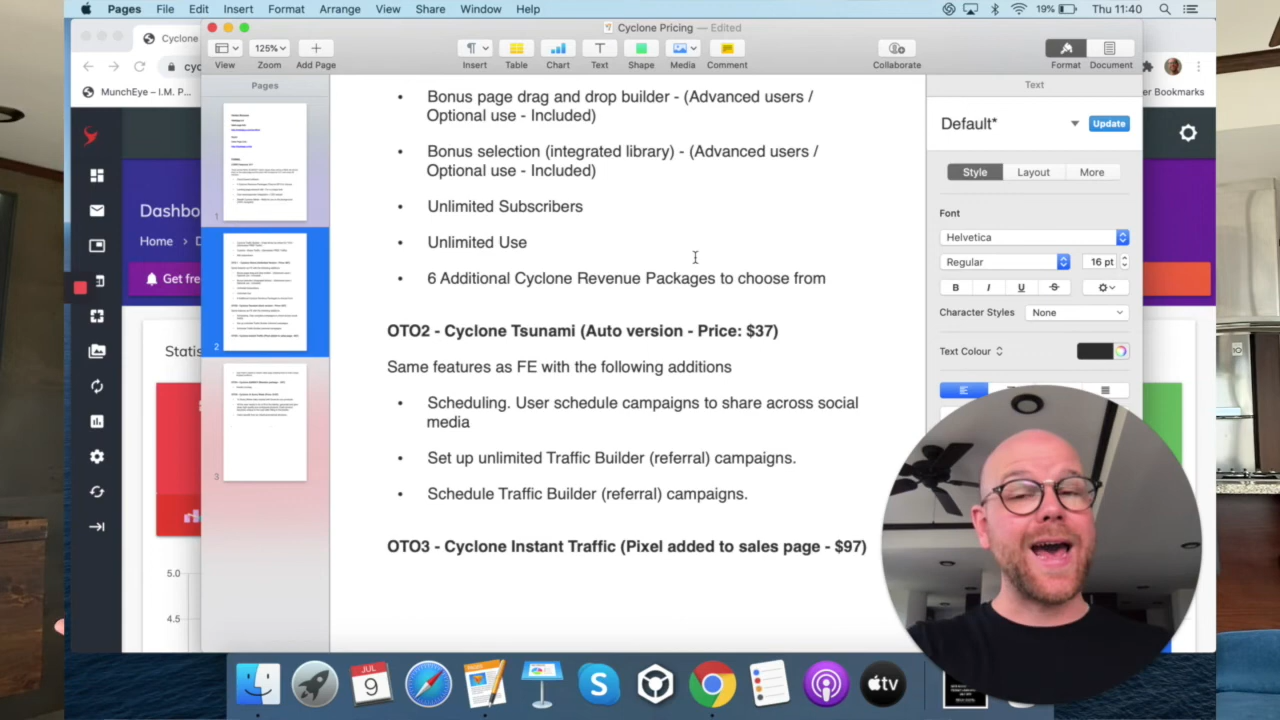 Pages File Edit Insert Format Arrange View Share Window Help
19% Thu 11:40
Cyclone Pricing — Edited
Cyclone
125%
View Zoom Add Page
Insert Table Chart Text Shape Media Comment
Collaborate
Format Document
cyc
MunchEye – I.M. P...
er Bookmarks
Pages
1
2
3
Dashbo
Home > D
Get fre
Statis
5.0
4.5
• Bonus page drag and drop builder - (Advanced users /
Optional use - Included)
• Bonus selection (integrated library) - (Advanced users /
Optional use - Included)
• Unlimited Subscribers
• Unlimited Use
• Additional Cyclone Revenue Packages to choose from
OTO2 - Cyclone Tsunami (Auto version - Price: $37)
Same features as FE with the following additions
• Scheduling. User schedule campaigns to share across social
media
• Set up unlimited Traffic Builder (referral) campaigns.
• Schedule Traffic Builder (referral) campaigns.
OTO3 - Cyclone Instant Traffic (Pixel added to sales page - $97)
Text
Default*
Update
Style Layout More
Font
Helvetica
Regular 16 pt
B I U S
Character Styles None
Text Colour
JUL
9
PAGES
S
tv